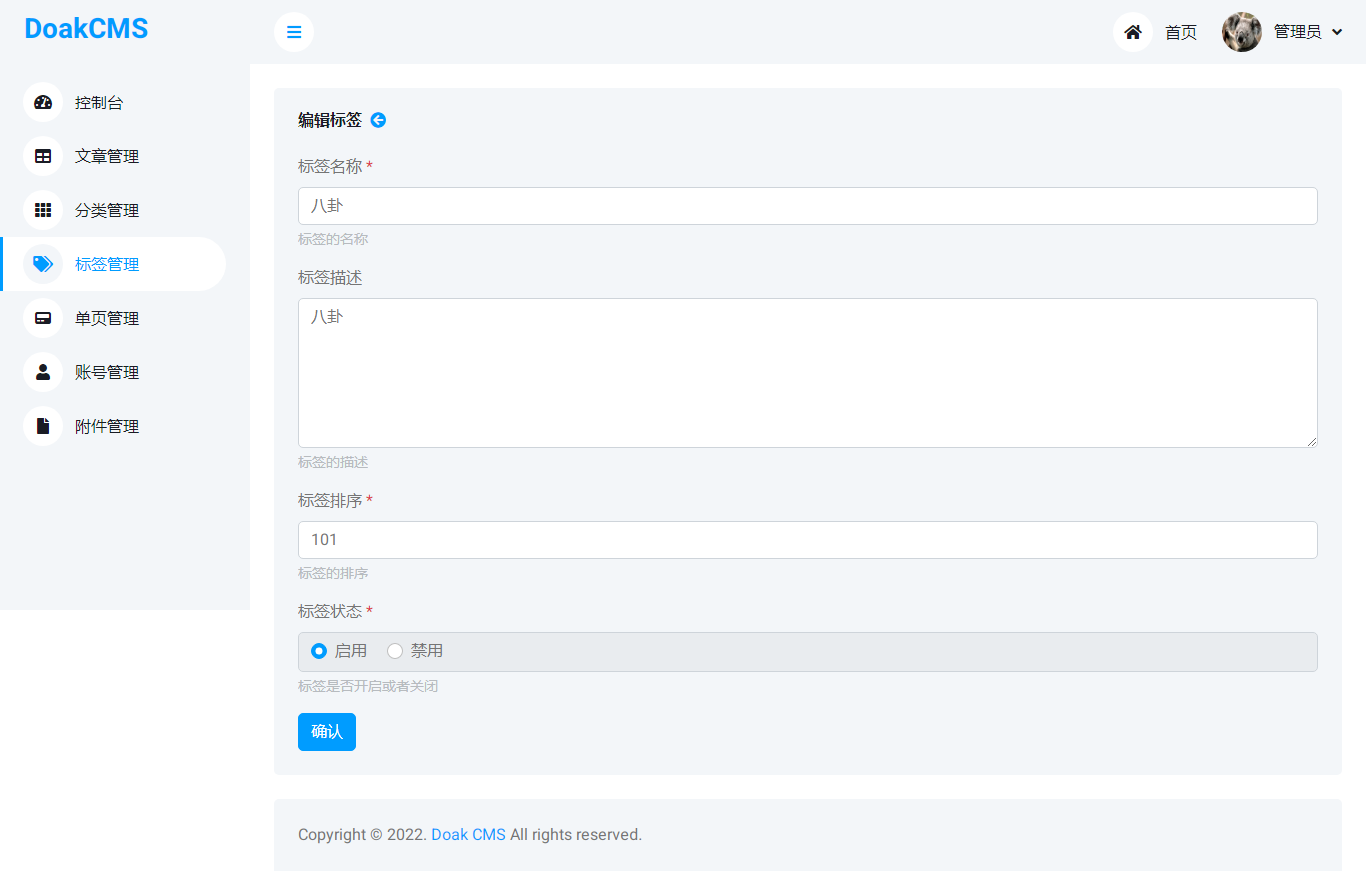 DoakCMS
首页
管理员
控制台
文章管理
分类管理
标签管理
单页管理
账号管理
附件管理
编辑标签
标签名称 *
八卦
标签的名称
标签描述
八卦
标签的描述
标签排序 *
101
标签的排序
标签状态 *
启用 禁用
标签是否开启或者关闭
确认
Copyright © 2022. Doak CMS All rights reserved.